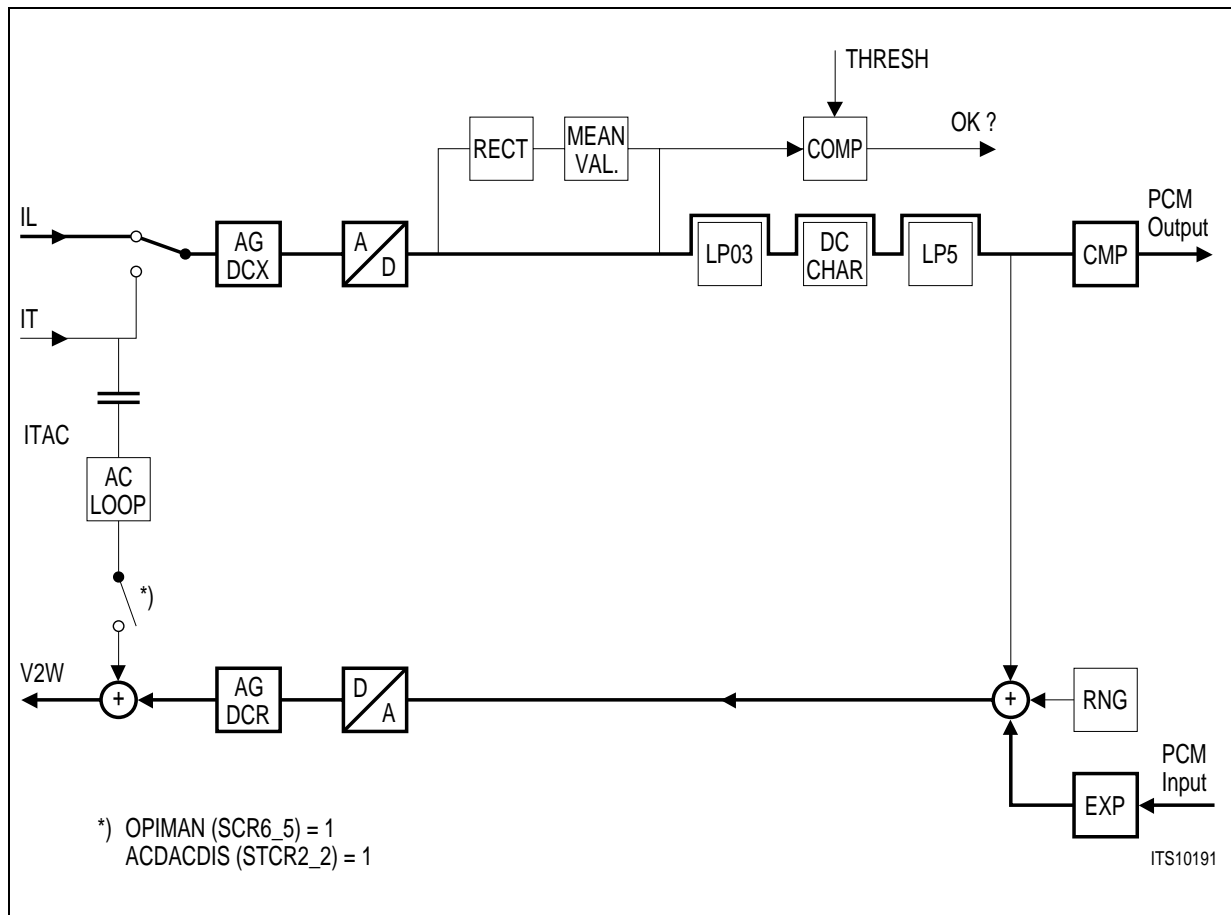 THRESH
RECT
MEAN
VAL.
COMP
OK ?
IL
AG
DCX
A
D
LP03
DC
CHAR
LP5
CMP
PCM
Output
IT
ITAC
AC
LOOP
*)
V2W
+
AG
DCR
D
A
+
RNG
PCM
Input
EXP
*) OPIMAN (SCR6_5) = 1
ACDACDIS (STCR2_2) = 1
ITS10191